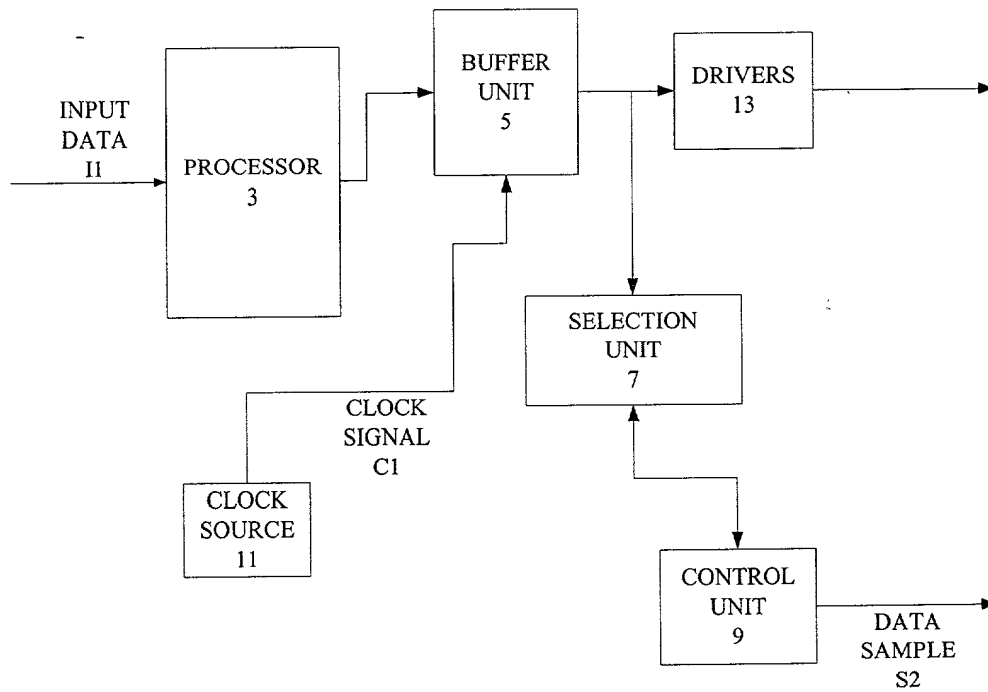 INPUT
DATA
I1
PROCESSOR
3
BUFFER
UNIT
5
DRIVERS
13
SELECTION
UNIT
7
CLOCK
SIGNAL
C1
CLOCK
SOURCE
11
CONTROL
UNIT
9
DATA
SAMPLE
S2